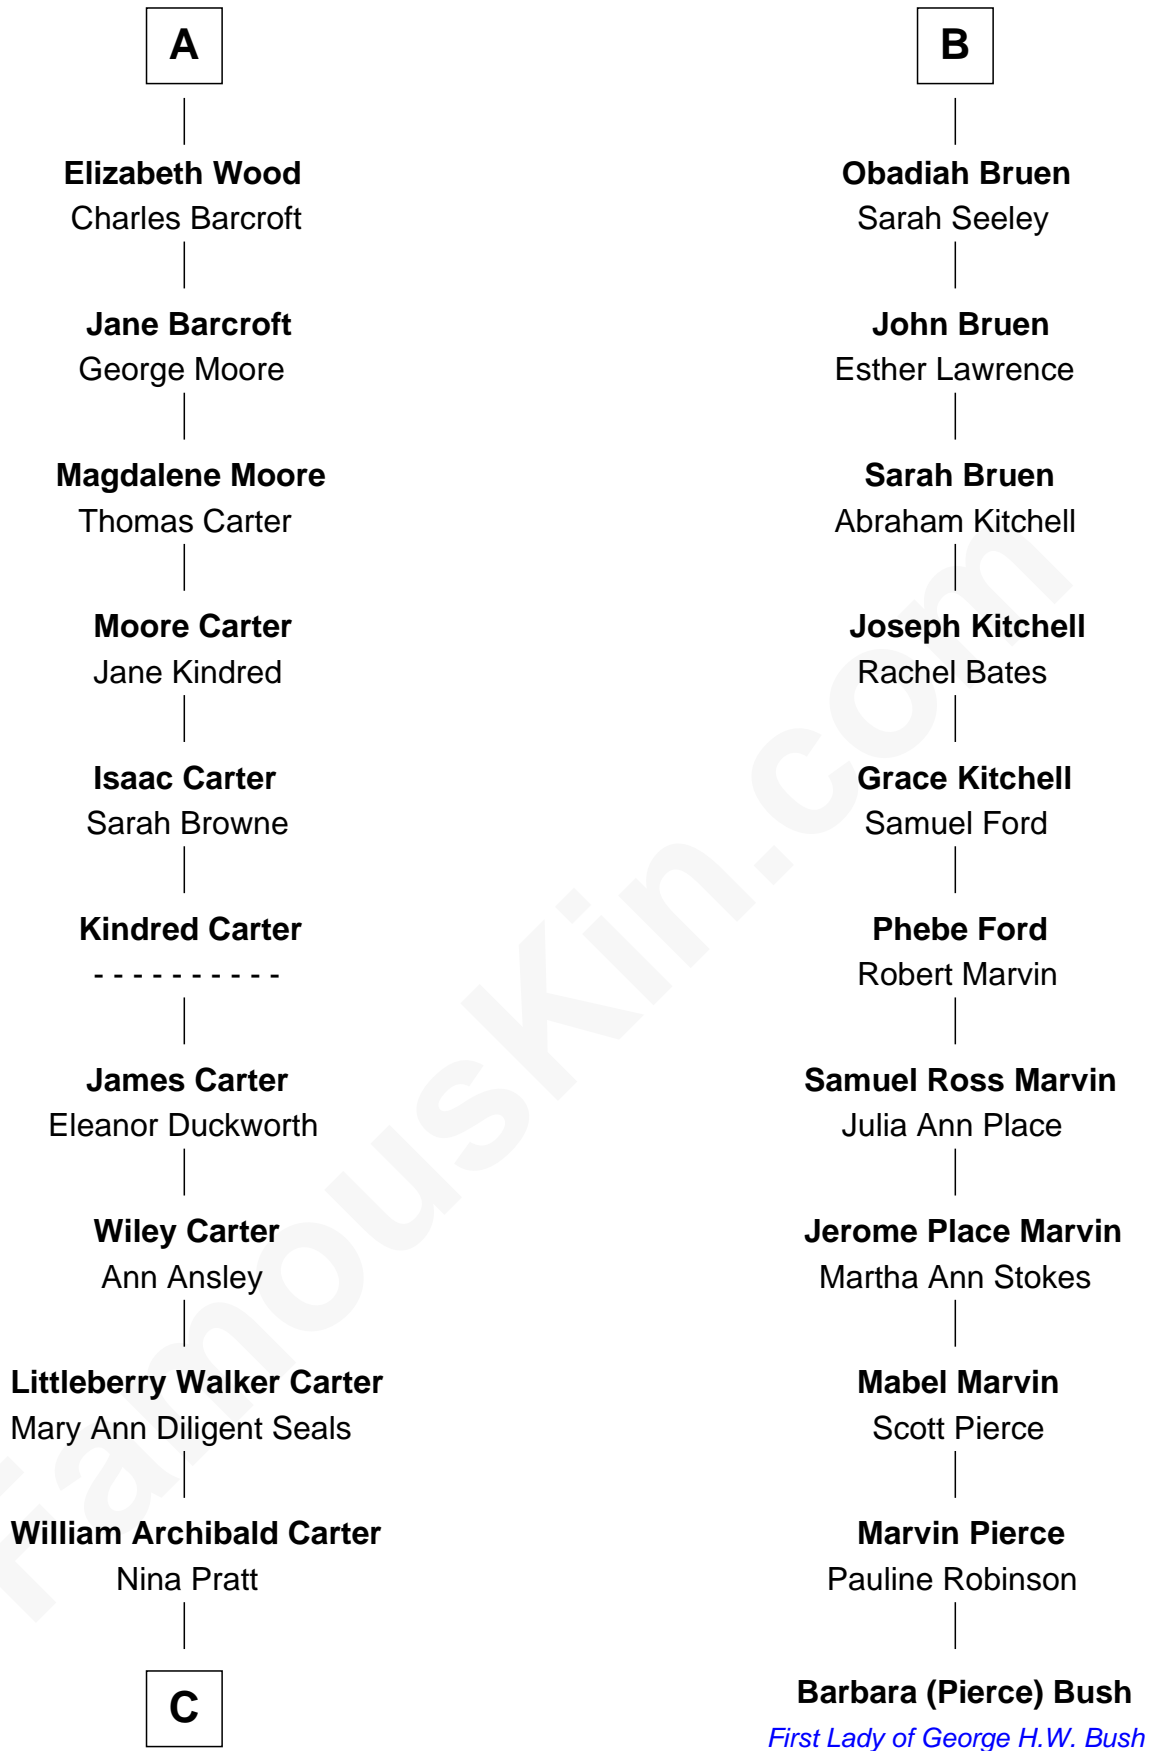 A
Elizabeth Wood
Charles Barcroft
Jane Barcroft
George Moore
Magdalene Moore
Thomas Carter
Moore Carter
Jane Kindred
Isaac Carter
Sarah Browne
Kindred Carter
- - - - - - - - - -
James Carter
Eleanor Duckworth
Wiley Carter
Ann Ansley
Littleberry Walker Carter
Mary Ann Diligent Seals
William Archibald Carter
Nina Pratt
C
B
Obadiah Bruen
Sarah Seeley
John Bruen
Esther Lawrence
Sarah Bruen
Abraham Kitchell
Joseph Kitchell
Rachel Bates
Grace Kitchell
Samuel Ford
Phebe Ford
Robert Marvin
Samuel Ross Marvin
Julia Ann Place
Jerome Place Marvin
Martha Ann Stokes
Mabel Marvin
Scott Pierce
Marvin Pierce
Pauline Robinson
Barbara (Pierce) Bush
First Lady of George H.W. Bush
FamousKin.com